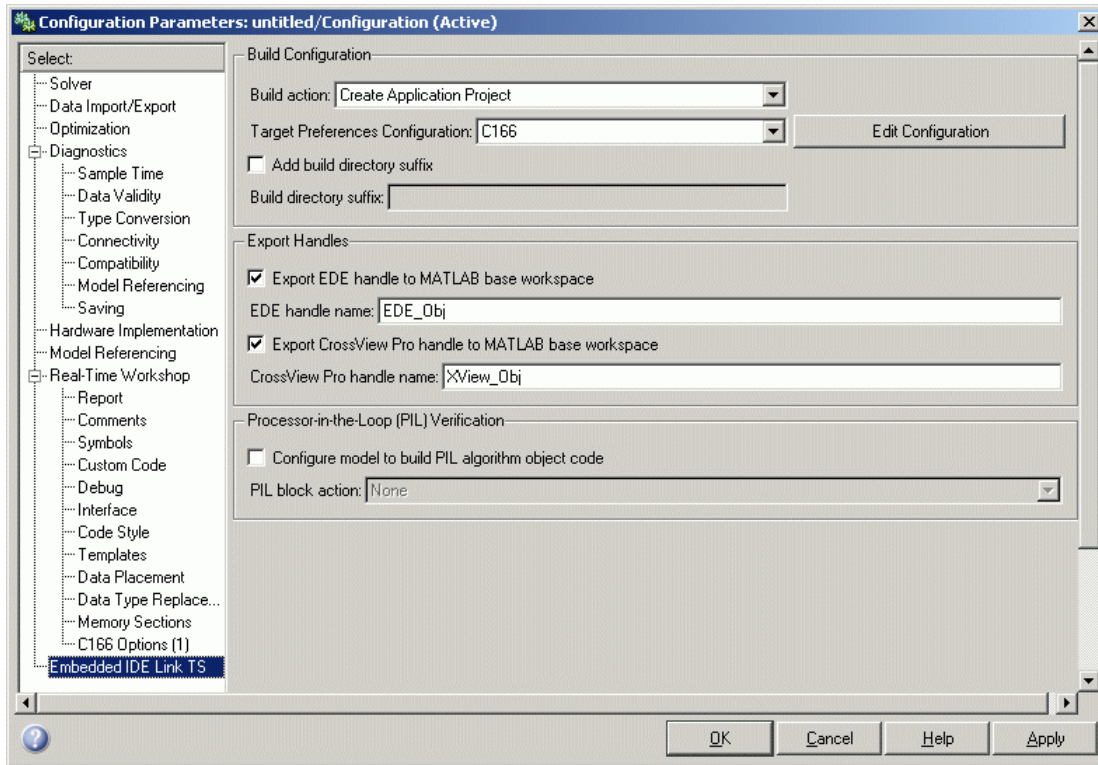 Configuration Parameters: untitled/Configuration (Active)
Select:
Solver
Data Import/Export
Optimization
Diagnostics
Sample Time
Data Validity
Type Conversion
Connectivity
Compatibility
Model Referencing
Saving
Hardware Implementation
Model Referencing
Real-Time Workshop
Report
Comments
Symbols
Custom Code
Debug
Interface
Code Style
Templates
Data Placement
Data Type Replace...
Memory Sections
C166 Options (1)
Embedded IDE Link TS
Build Configuration
Build action: Create Application Project
Target Preferences Configuration: C166 Edit Configuration
Add build directory suffix
Build directory suffix:
Export Handles
Export EDE handle to MATLAB base workspace
EDE handle name: EDE_Obj
Export CrossView Pro handle to MATLAB base workspace
CrossView Pro handle name: XView_Obj
Processor-in-the-Loop (PIL) Verification
Configure model to build PIL algorithm object code
PIL block action: None
OK Cancel Help Apply